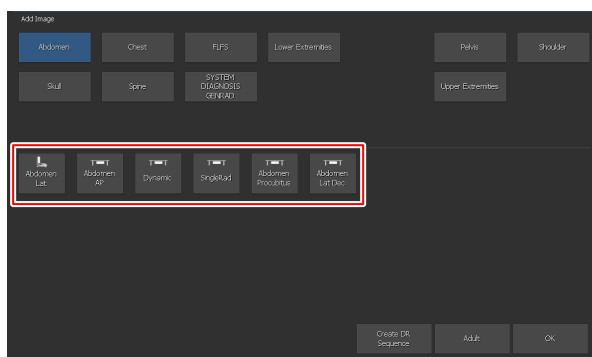 Add Image
Abdomen
Chest
FLFS
Lower Extremities
Pelvis
Shoulder
Skull
Spine
SYSTEM
DIAGNOSIS
GENRAD
Upper Extremities
Abdomen
Lat
Abdomen
AP
Dynamic
SingleRad
Abdomen
Procubitus
Abdomen
Lat Dec
Create DR
Sequence
Adult
OK